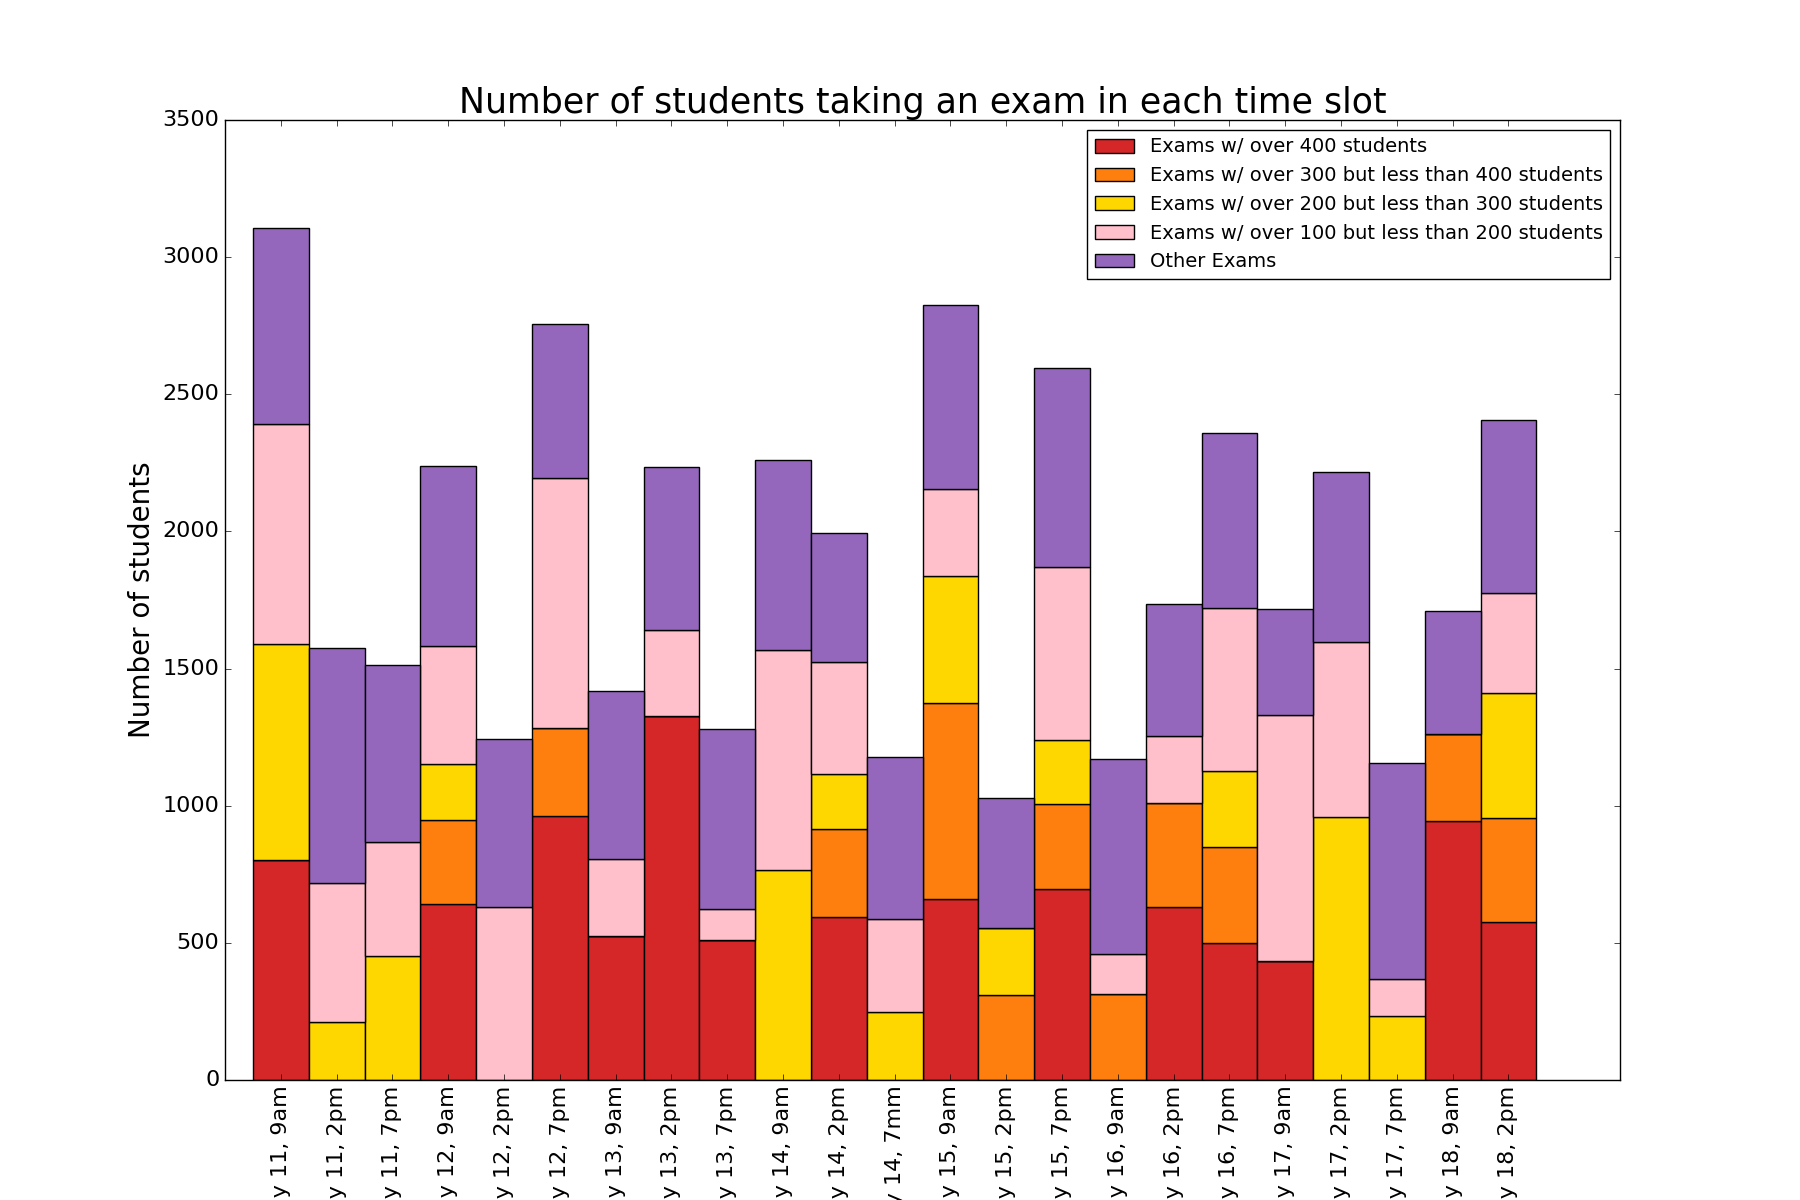 Number of students taking an exam in each time slot
Number of students
3500
3000
2500
2000
1500
1000
500
0
Exams w/ over 400 students
Exams w/ over 300 but less than 400 students
Exams w/ over 200 but less than 300 students
Exams w/ over 100 but less than 200 students
Other Exams
y 11, 9am
y 11, 2pm
y 11, 7pm
y 12, 9am
y 12, 2pm
y 12, 7pm
y 13, 9am
y 13, 2pm
y 13, 7pm
y 14, 9am
y 14, 2pm
y 14, 7mm
y 15, 9am
y 15, 2pm
y 15, 7pm
y 16, 9am
y 16, 2pm
y 16, 7pm
y 17, 9am
y 17, 2pm
y 17, 7pm
y 18, 9am
y 18, 2pm